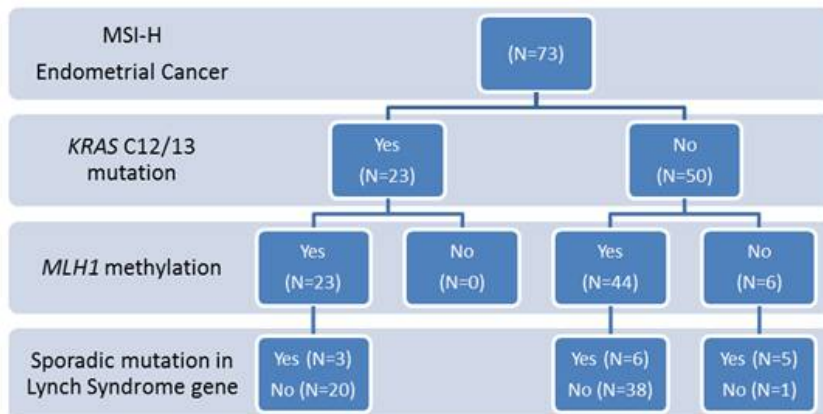 MSI-H
Endometrial Cancer
(N=73)
KRAS C12/13
mutation
Yes
(N=23)
No
(N=50)
MLH1 methylation
Yes
(N=23)
No
(N=0)
Yes
(N=44)
No
(N=6)
Sporadic mutation in
Lynch Syndrome gene
Yes (N=3)
No (N=20)
Yes (N=6)
No (N=38)
Yes (N=5)
No (N=1)